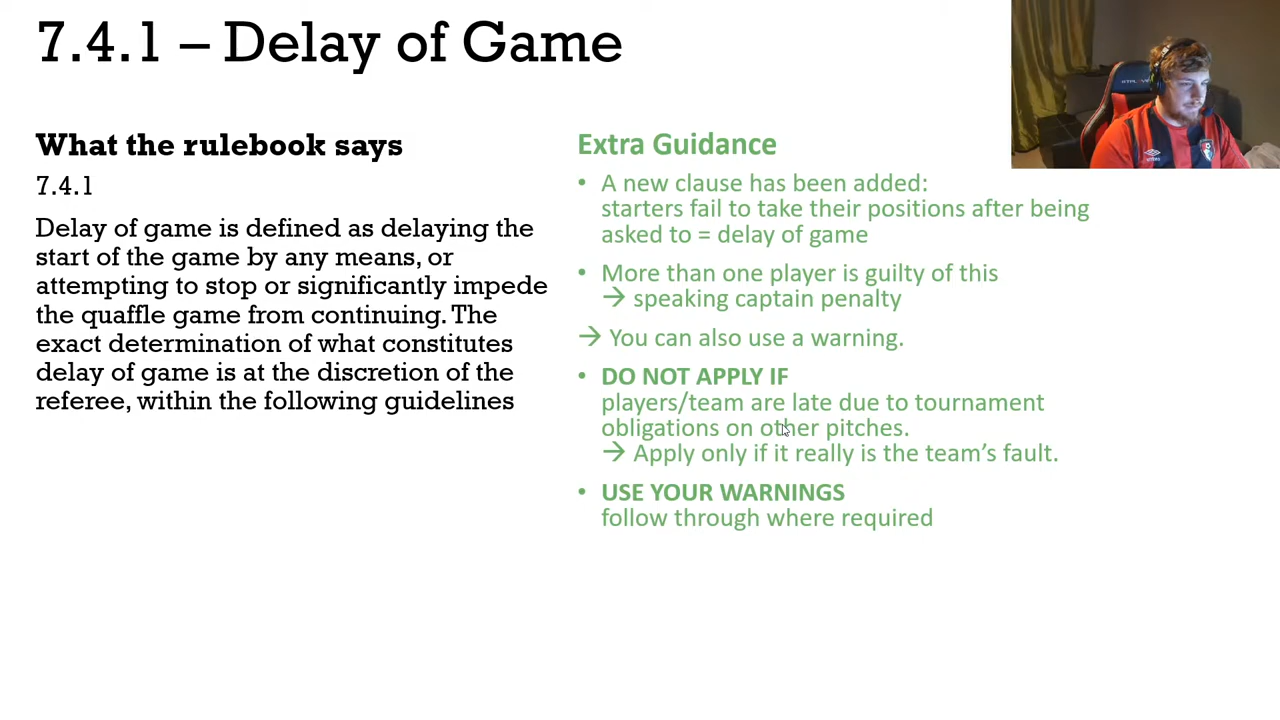 7.4.1 – Delay of Game
What the rulebook says
7.4.1
Delay of game is defined as delaying the
start of the game by any means, or
attempting to stop or significantly impede
the quaffle game from continuing. The
exact determination of what constitutes
delay of game is at the discretion of the
referee, within the following guidelines
Extra Guidance
• A new clause has been added:
starters fail to take their positions after being
asked to = delay of game
• More than one player is guilty of this
→ speaking captain penalty
→ You can also use a warning.
• DO NOT APPLY IF
players/team are late due to tournament
obligations on other pitches.
→ Apply only if it really is the team's fault.
• USE YOUR WARNINGS
follow through where required